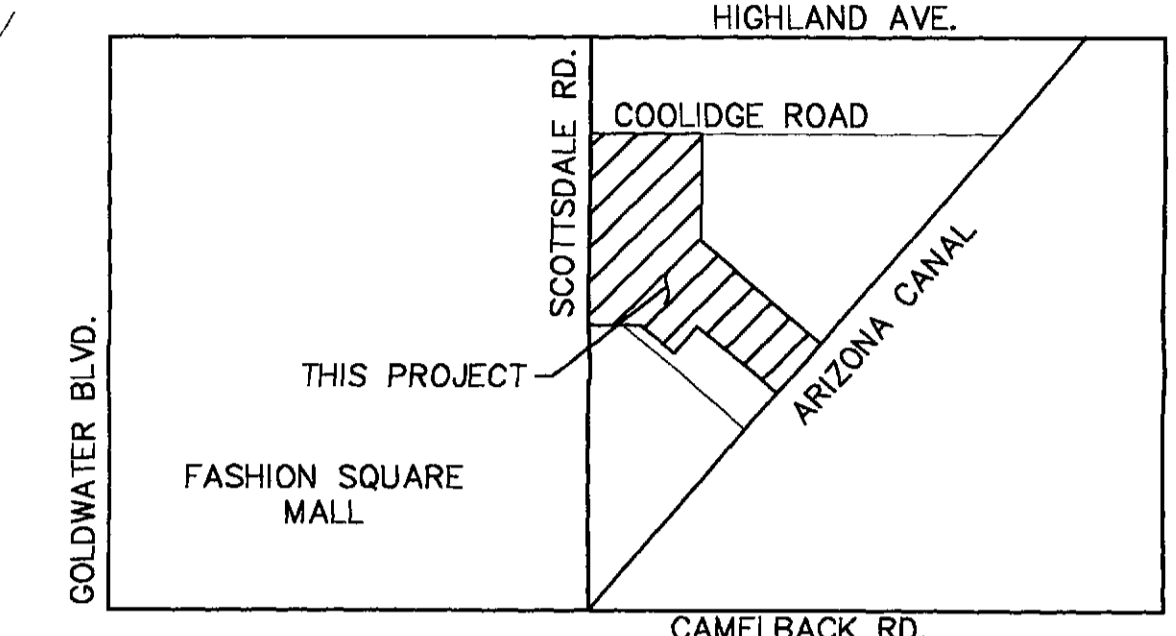 HIGHLAND AVE.
SCOTTSDALE RD.
COOLIDGE ROAD
ARIZONA CANAL
THIS PROJECT
GOLDWATER BLVD.
FASHION SQUARE
MALL
CAMELBACK RD.